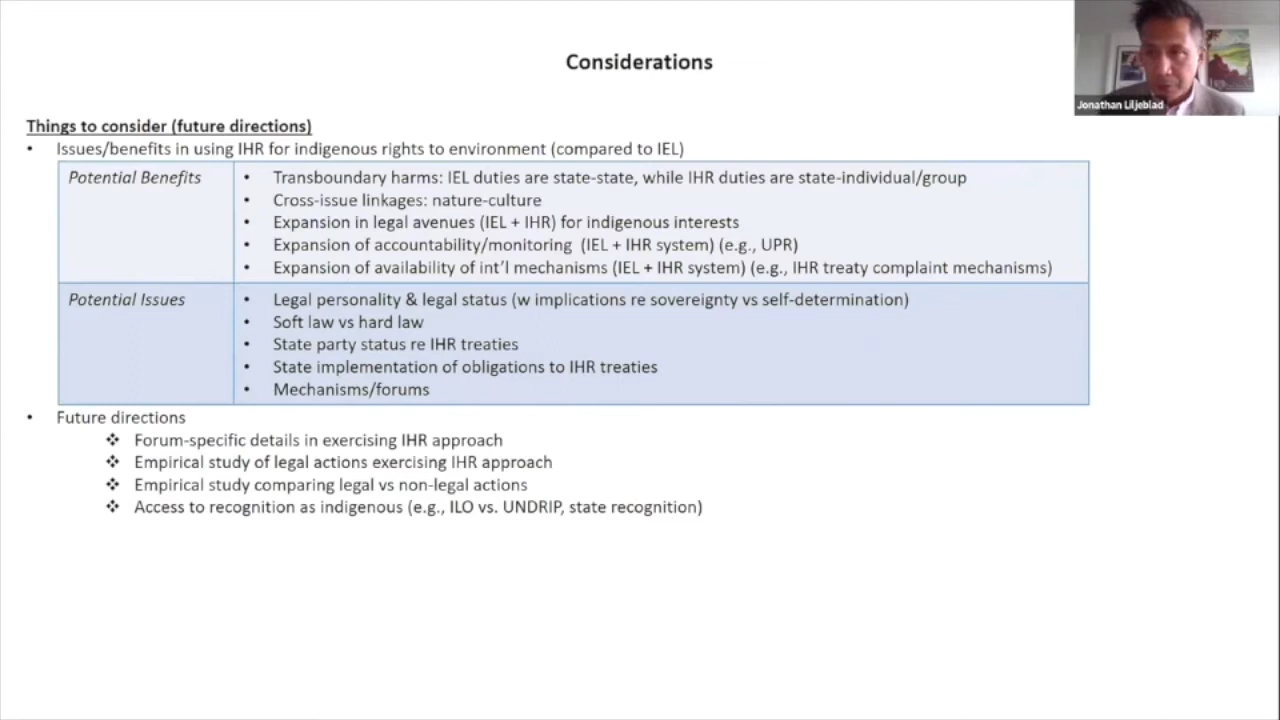 Considerations
Jonathan Liljeblad
Things to consider (future directions)
• Issues/benefits in using IHR for indigenous rights to environment (compared to IEL)
Potential Benefits
• Transboundary harms: IEL duties are state-state, while IHR duties are state-individual/group
• Cross-issue linkages: nature-culture
• Expansion in legal avenues (IEL + IHR) for indigenous interests
• Expansion of accountability/monitoring (IEL + IHR system) (e.g., UPR)
• Expansion of availability of int'l mechanisms (IEL + IHR system) (e.g., IHR treaty complaint mechanisms)
Potential Issues
• Legal personality & legal status (w implications re sovereignty vs self-determination)
• Soft law vs hard law
• State party status re IHR treaties
• State implementation of obligations to IHR treaties
• Mechanisms/forums
• Future directions
❖ Forum-specific details in exercising IHR approach
❖ Empirical study of legal actions exercising IHR approach
❖ Empirical study comparing legal vs non-legal actions
❖ Access to recognition as indigenous (e.g., ILO vs. UNDRIP, state recognition)